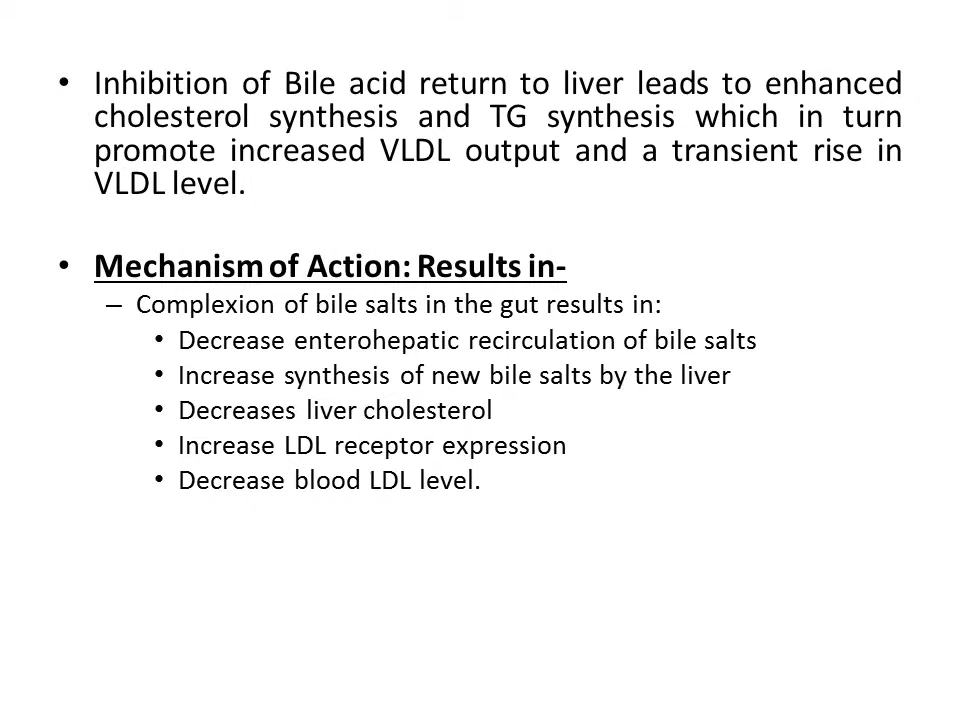 • Inhibition of Bile acid return to liver leads to enhanced
cholesterol synthesis and TG synthesis which in turn
promote increased VLDL output and a transient rise in
VLDL level.
• Mechanism of Action: Results in-
– Complexion of bile salts in the gut results in:
• Decrease enterohepatic recirculation of bile salts
• Increase synthesis of new bile salts by the liver
• Decreases liver cholesterol
• Increase LDL receptor expression
• Decrease blood LDL level.